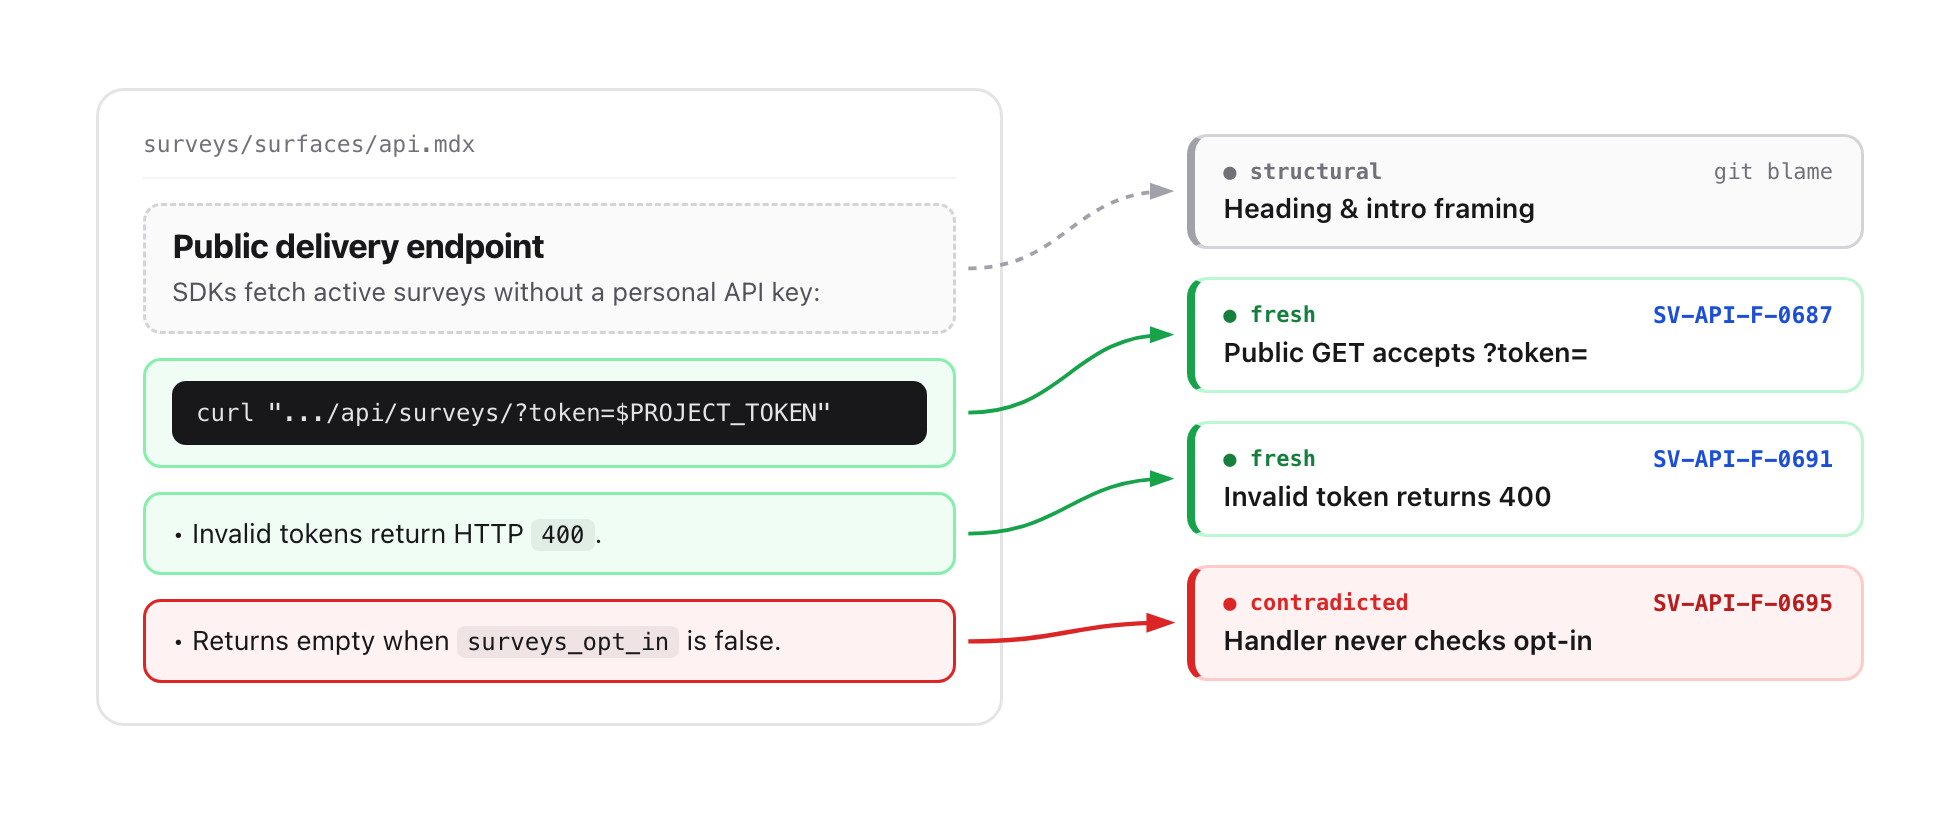 surveys/surfaces/api.mdx
Public delivery endpoint
SDKs fetch active surveys without a personal API key:
curl ".../api/surveys/?token=$PROJECT_TOKEN"
• Invalid tokens return HTTP 400.
• Returns empty when surveys_opt_in is false.
● structural git blame
Heading & intro framing
● fresh SV-API-F-0687
Public GET accepts ?token=
● fresh SV-API-F-0691
Invalid token returns 400
● contradicted SV-API-F-0695
Handler never checks opt-in